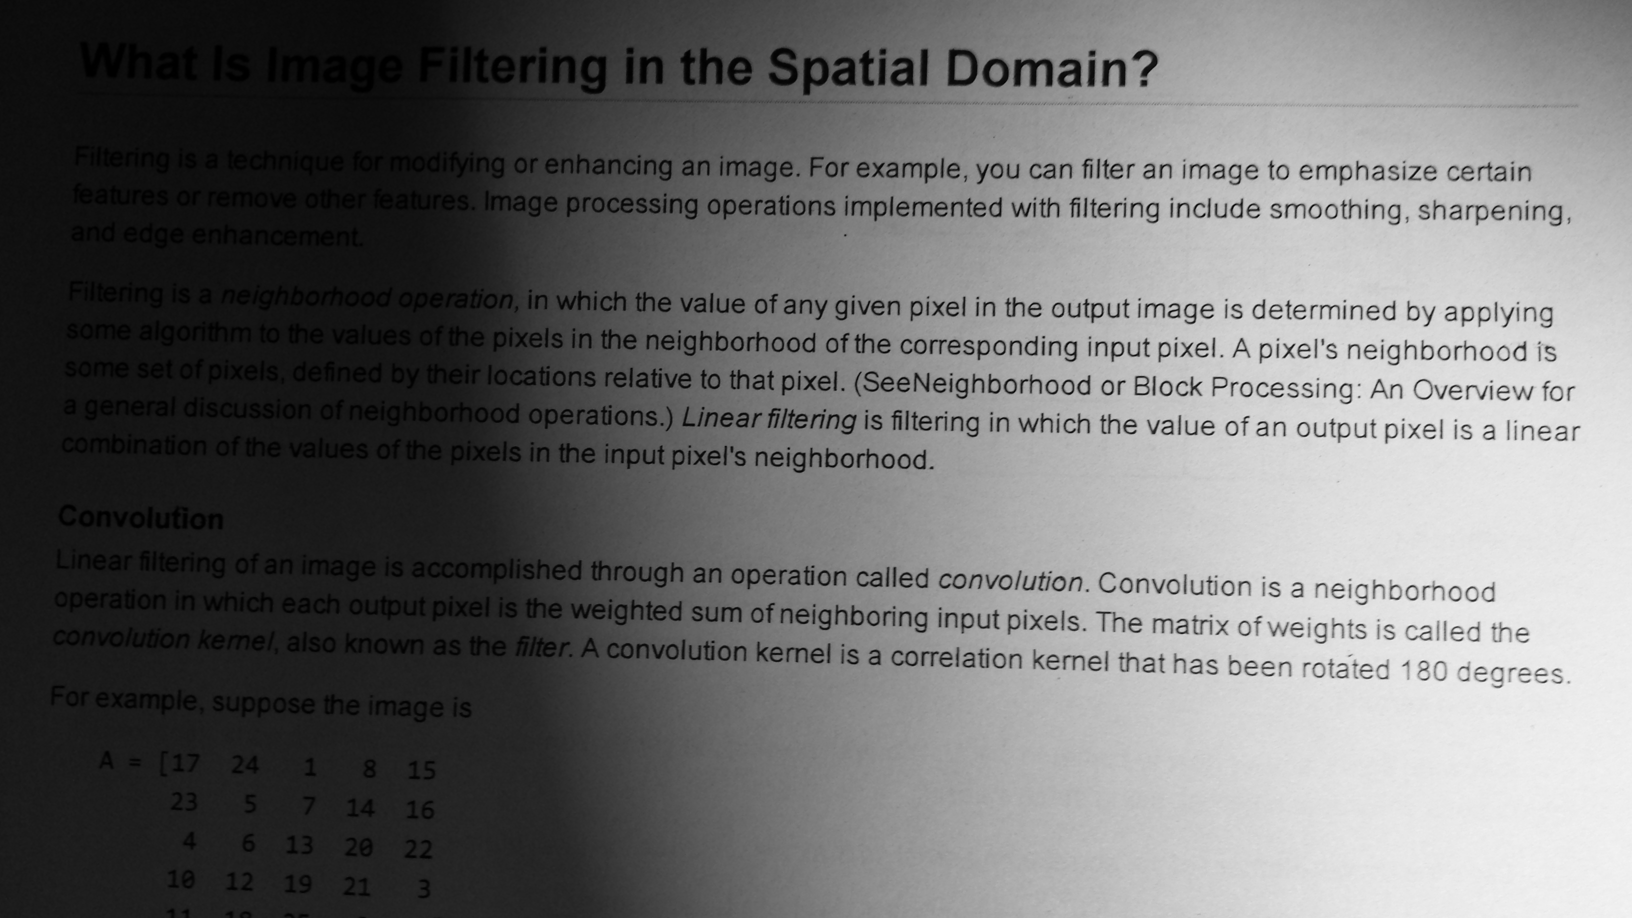 What Is Image Filtering in the Spatial Domain?
Filtering is a technique for modifying or enhancing an image. For example, you can filter an image to emphasize certain
features or remove other features. Image processing operations implemented with filtering include smoothing, sharpening,
and edge enhancement.
Filtering is a neighborhood operation, in which the value of any given pixel in the output image is determined by applying
some algorithm to the values of the pixels in the neighborhood of the corresponding input pixel. A pixel's neighborhood is
some set of pixels, defined by their locations relative to that pixel. (SeeNeighborhood or Block Processing: An Overview for
a general discussion of neighborhood operations.) Linear filtering is filtering in which the value of an output pixel is a linear
combination of the values of the pixels in the input pixel's neighborhood.
Convolution
Linear filtering of an image is accomplished through an operation called convolution. Convolution is a neighborhood
operation in which each output pixel is the weighted sum of neighboring input pixels. The matrix of weights is called the
convolution kernel, also known as the filter. A convolution kernel is a correlation kernel that has been rotated 180 degrees.
For example, suppose the image is
A = [17 24 1 8 15
23 5 7 14 16
4 6 13 20 22
10 12 19 21 3